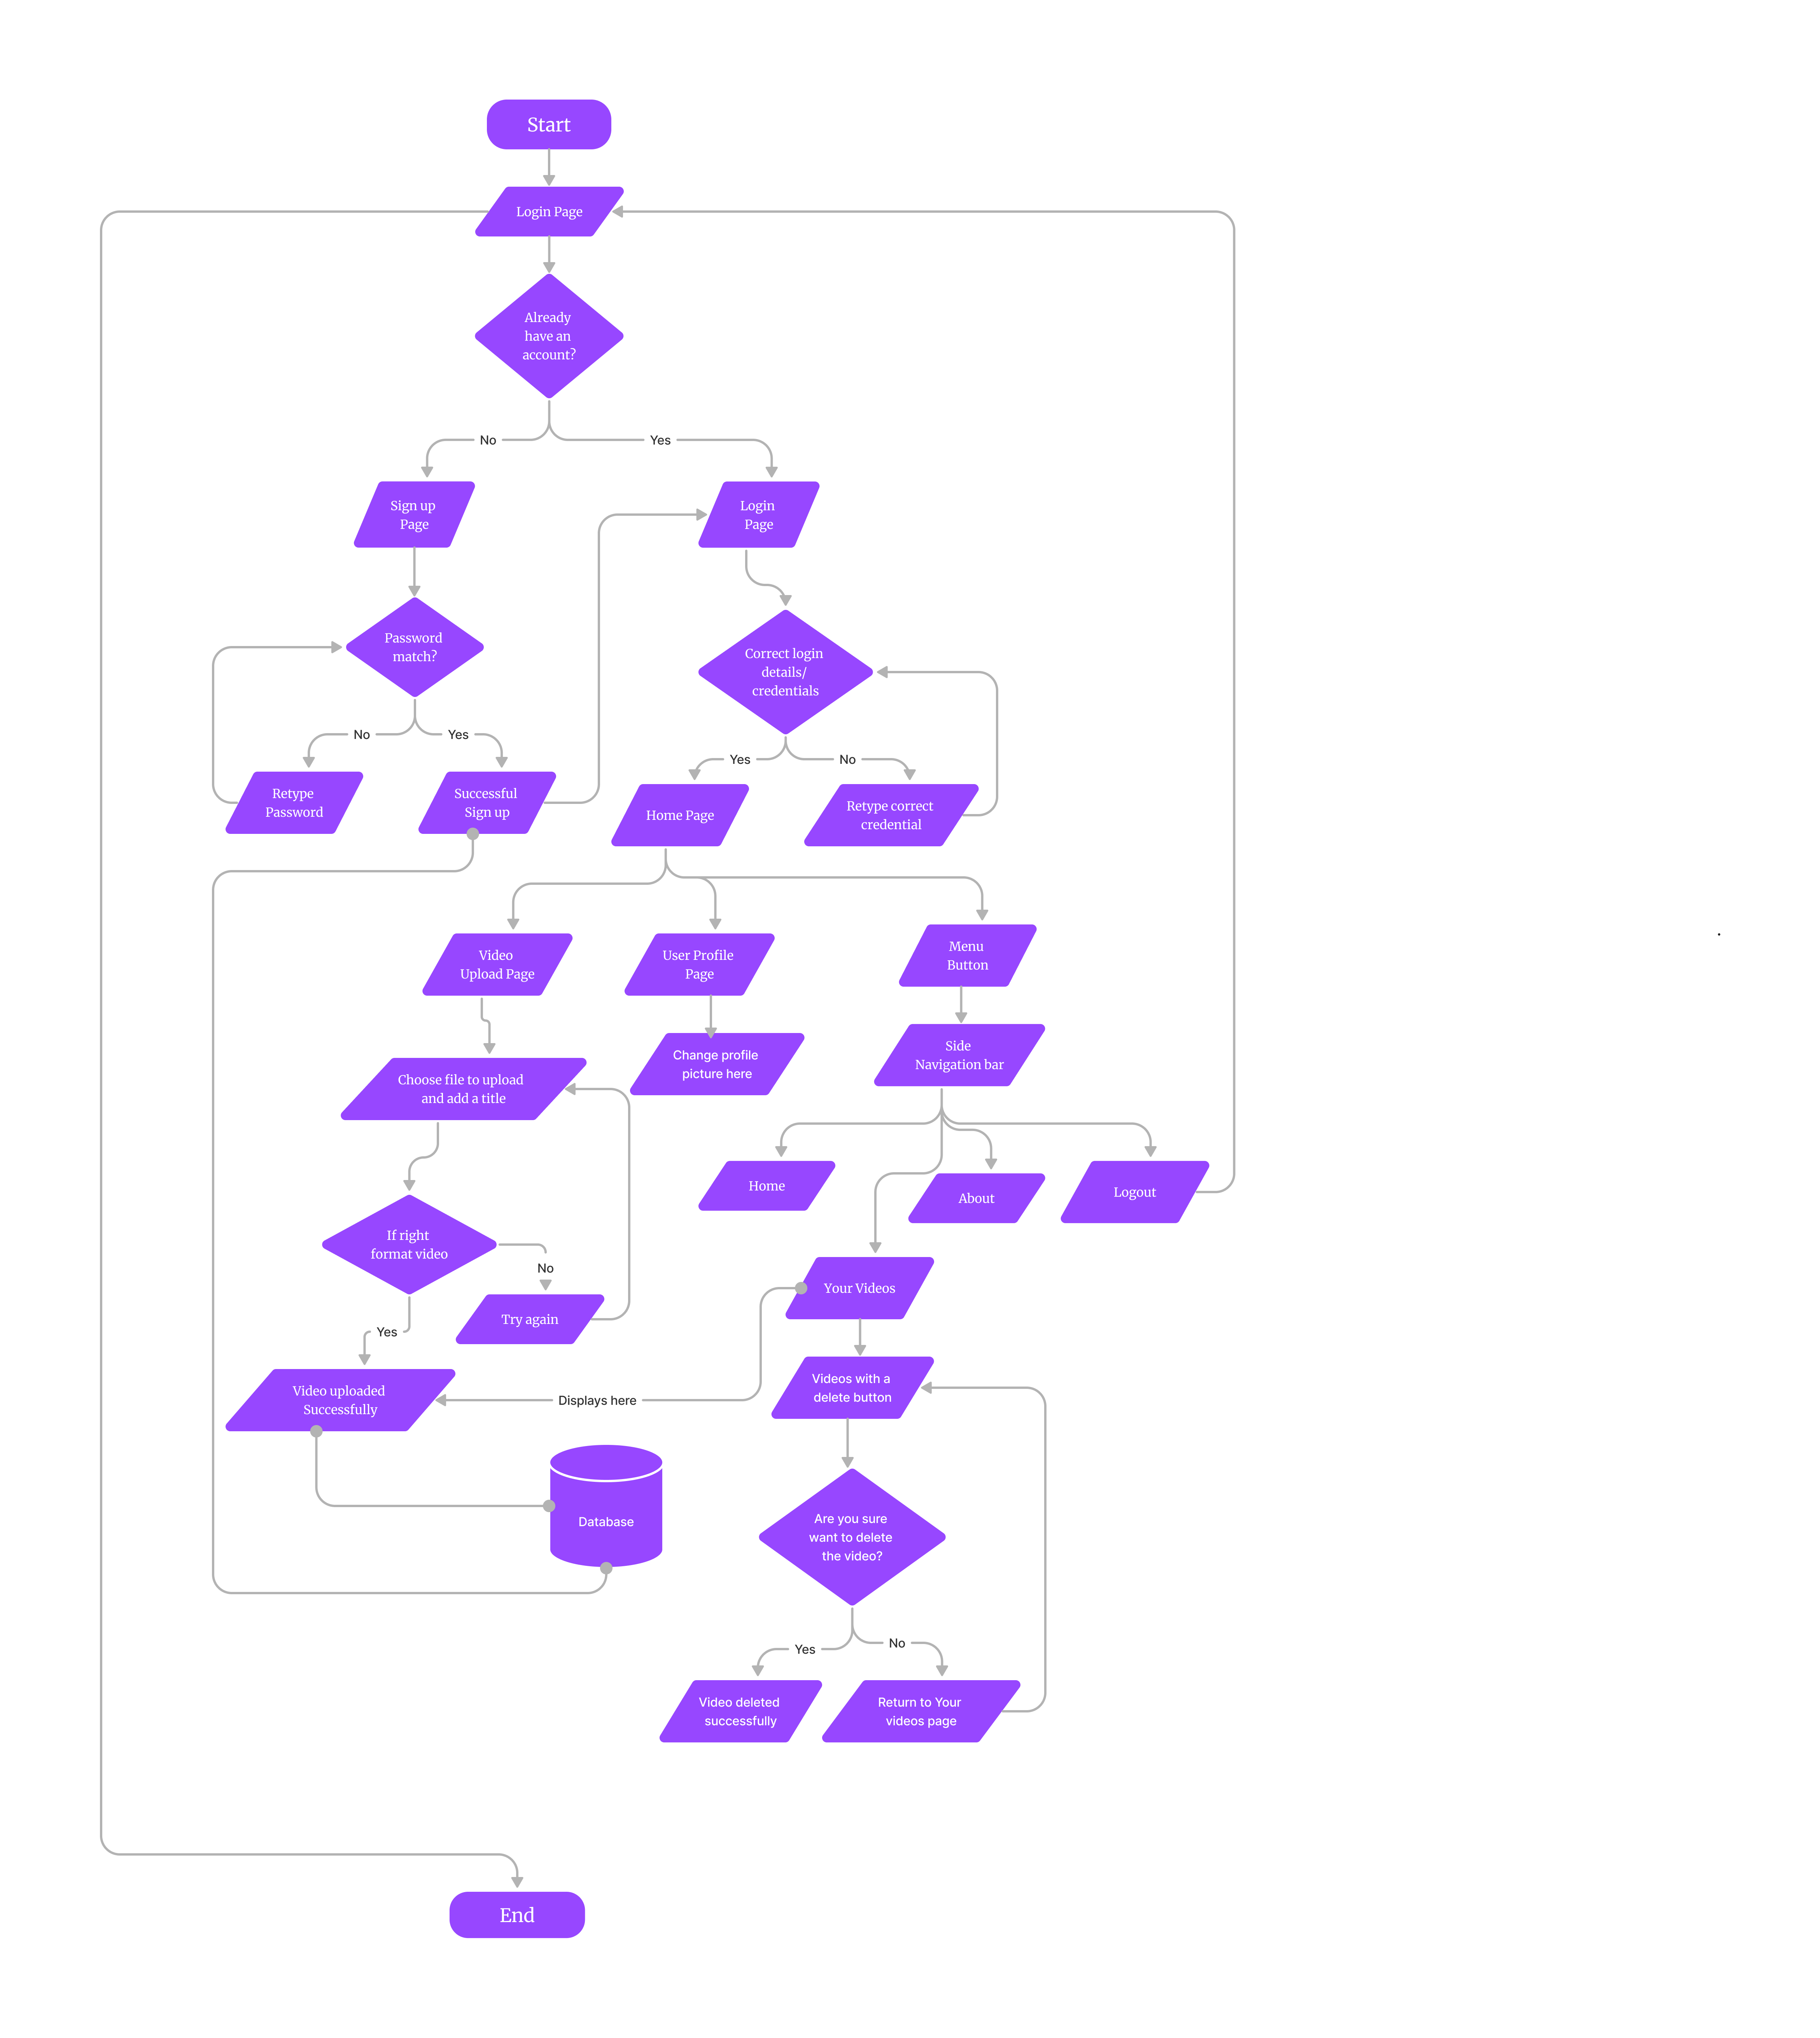 Start
Login Page
Already
have an
account?
No
Yes
Sign up
Page
Login
Page
Password
match?
Correct login
details/
credentials
No
Yes
Yes
No
Retype
Password
Successful
Sign up
Home Page
Retype correct
credential
Video
Upload Page
User Profile
Page
Menu
Button
Change profile
picture here
Side
Navigation bar
Choose file to upload
and add a title
Home
About
Logout
If right
format video
No
Your Videos
Try again
Yes
Videos with a
delete button
Video uploaded
Successfully
Displays here
Database
Are you sure
want to delete
the video?
Yes
No
Video deleted
successfully
Return to Your
videos page
End